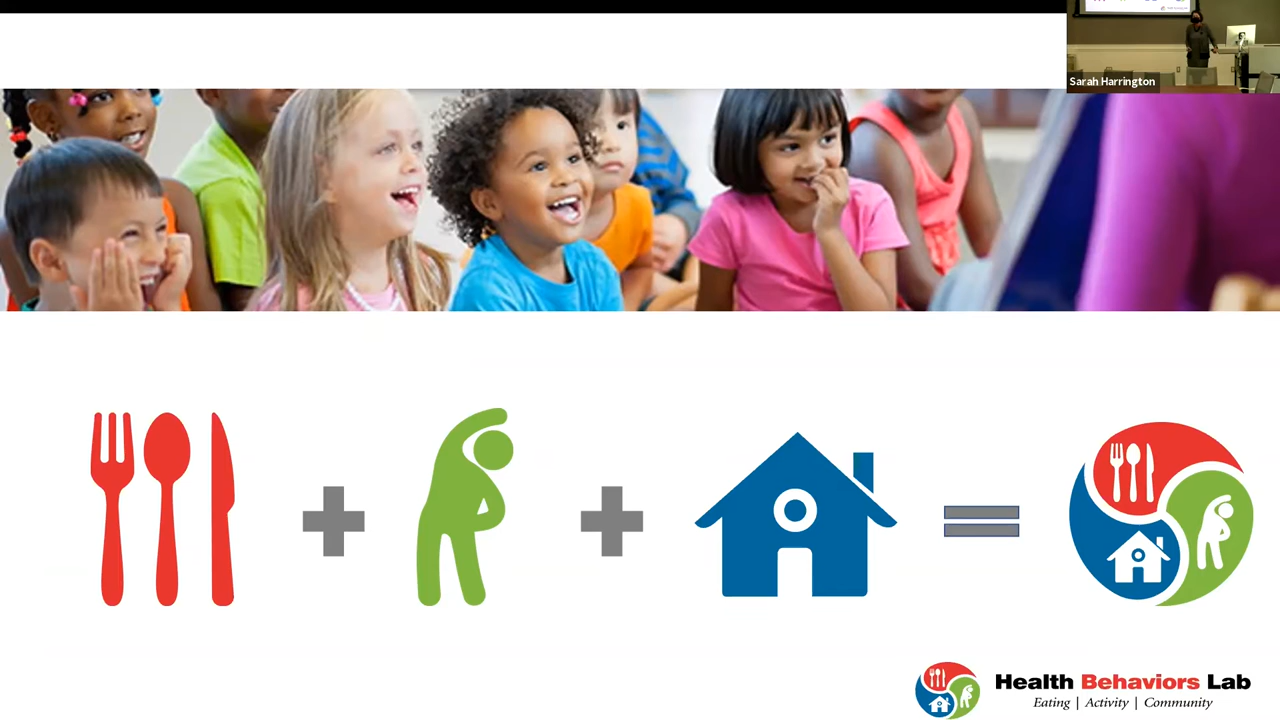 Sarah Harrington
Health Behaviors Lab
Eating | Activity | Community